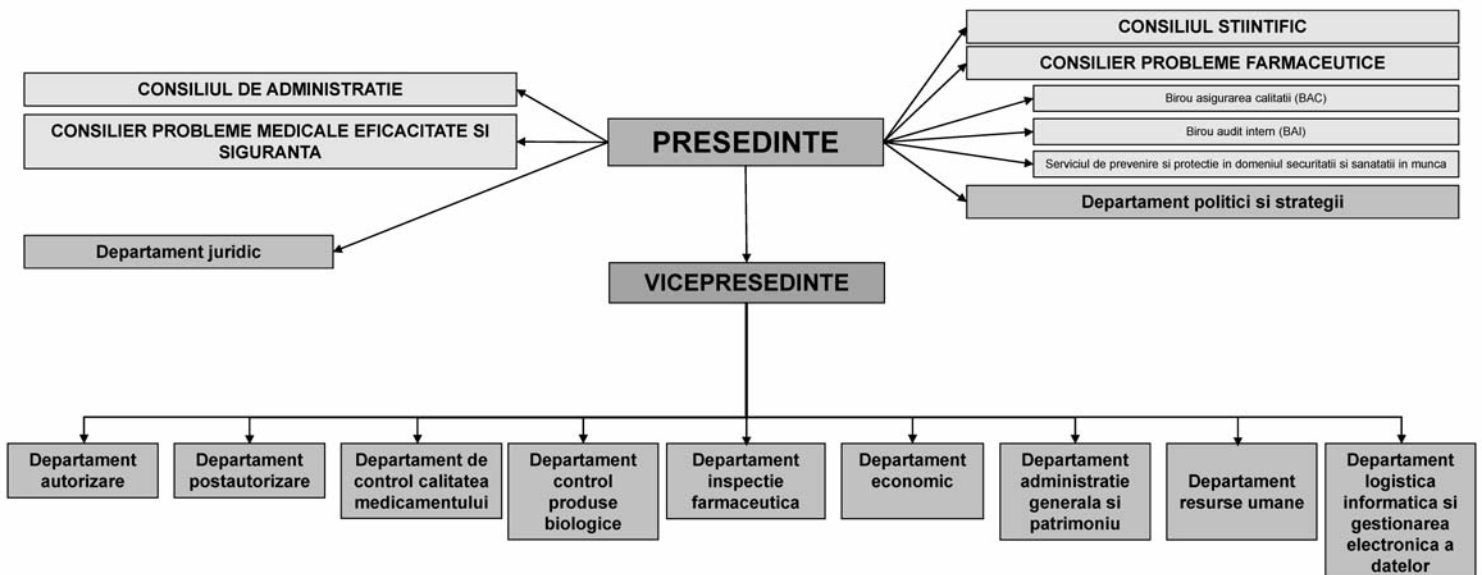 CONSILIUL STIINTIFIC
CONSILIER PROBLEME FARMACEUTICE
CONSILIUL DE ADMINISTRATIE
Birou asigurarea calitatii (BAC)
CONSILIER PROBLEME MEDICALE EFICACITATE SI
SIGURANTA
PRESEDINTE
Birou audit intern (BAI)
Serviciul de prevenire si protectie in domeniul securitatii si sanatatii in munca
Departament politici si strategii
Departament juridic
VICEPRESEDINTE
Departament
autorizare
Departament
postautorizare
Departament de
control calitatea
medicamentului
Departament
control
produse
biologice
Departament
inspectie
farmaceutica
Departament
economic
Departament
administratie
generala si
patrimoniu
Departament
resurse umane
Departament
logistica
informatica si
gestionarea
electronica a
datelor